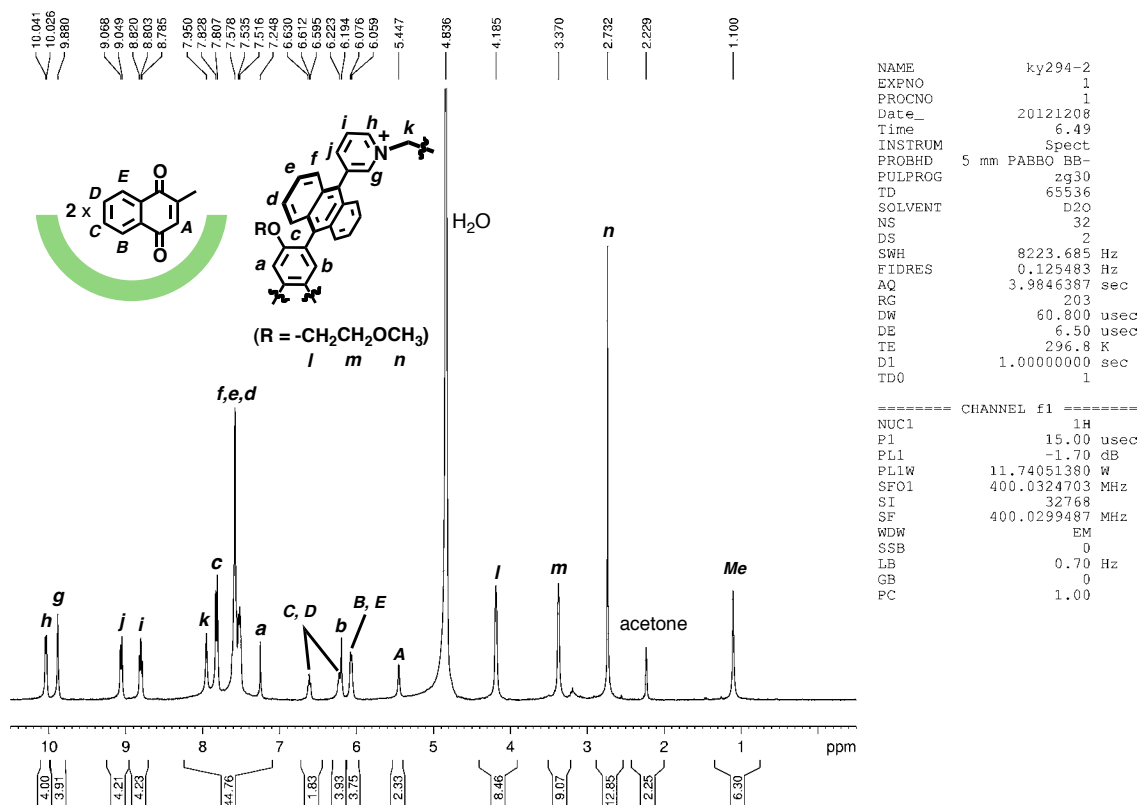 10.041
10.026
9.880
9.068
9.049
8.820
8.803
8.785
7.950
7.828
7.807
7.578
7.535
7.516
7.248
6.630
6.612
6.595
6.223
6.194
6.076
6.059
5.447
4.836
4.185
3.370
2.732
2.229
1.100
NAME ky294-2
EXPNO 1
PROCNO 1
Date_ 20121208
Time 6.49
INSTRUM Spect
PROBHD 5 mm PABBO BB-
PULPROG zg30
TD 65536
SOLVENT D2O
NS 32
DS 2
SWH 8223.685 Hz
FIDRES 0.125483 Hz
AQ 3.9846387 sec
RG 203
DW 60.800 usec
DE 6.50 usec
TE 296.8 K
D1 1.00000000 sec
TD0 1
======== CHANNEL f1 ========
NUC1 1H
P1 15.00 usec
PL1 -1.70 dB
PL1W 11.74051380 W
SFO1 400.0324703 MHz
SI 32768
SF 400.0299487 MHz
WDW EM
SSB 0
LB 0.70 Hz
GB 0
PC 1.00
O
E
D
2 x
A
C
B
O
i
h
k
j
+
N
f
g
e
d
RO
c
a
b
(R = -CH₂CH₂OCH₃)
l m n
H₂O
n
f,e,d
c
g
h
j
i
k
a
C, D
b
B, E
A
l
m
acetone
Me
10 9 8 7 6 5 4 3 2 1 ppm
4.00
3.91
4.21
4.23
44.76
1.83
3.93
3.75
2.33
8.46
9.07
12.85
2.25
6.30